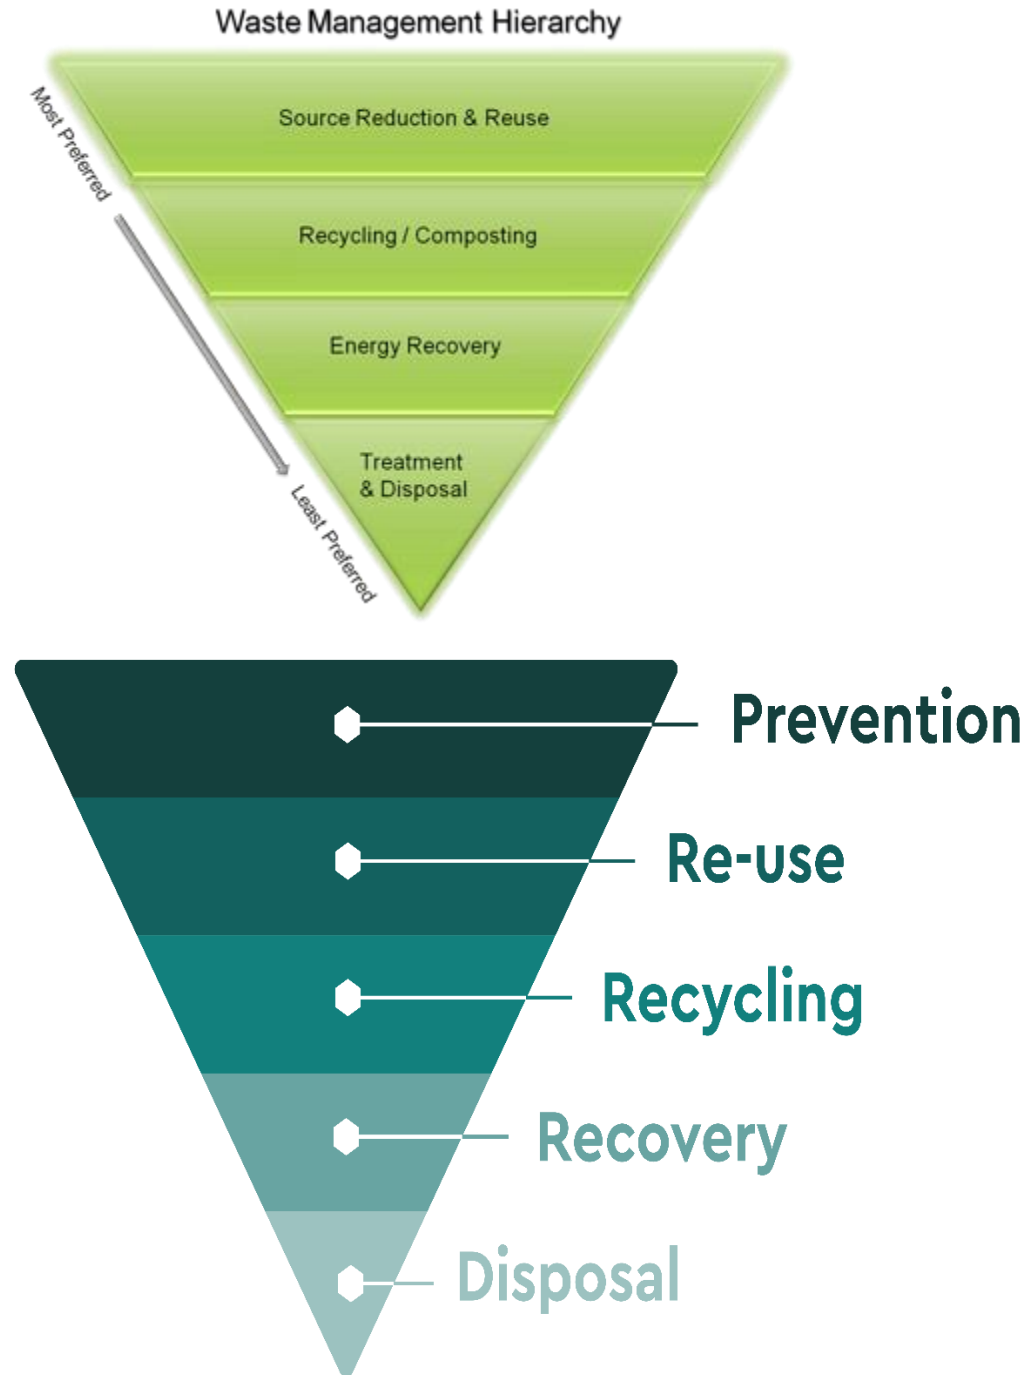 Waste Management Hierarchy
Most Preferred
Source Reduction & Reuse
Recycling / Composting
Energy Recovery
Treatment
& Disposal
Least Preferred
Prevention
Re-use
Recycling
Recovery
Disposal